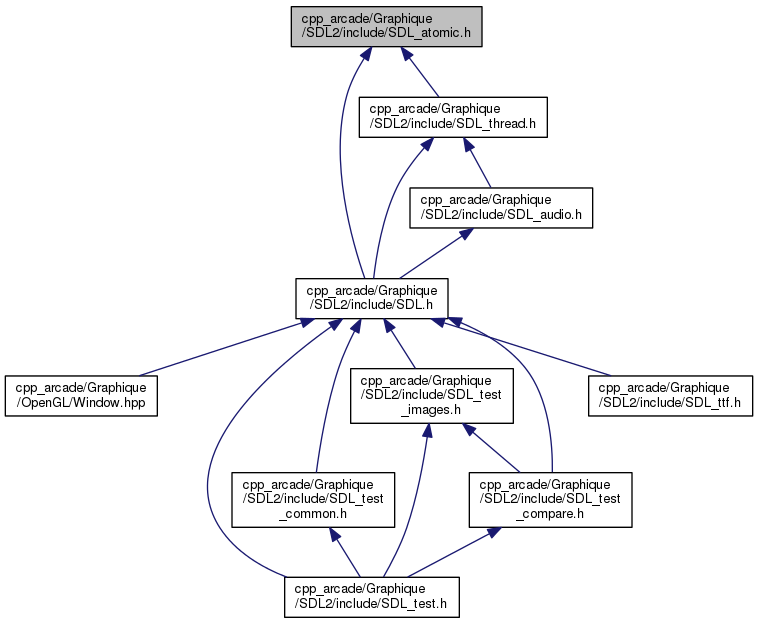 cpp_arcade/Graphique
/SDL2/include/SDL_atomic.h
cpp_arcade/Graphique
/SDL2/include/SDL_thread.h
cpp_arcade/Graphique
/SDL2/include/SDL_audio.h
cpp_arcade/Graphique
/SDL2/include/SDL.h
cpp_arcade/Graphique
/OpenGL/Window.hpp
cpp_arcade/Graphique
/SDL2/include/SDL_test
_images.h
cpp_arcade/Graphique
/SDL2/include/SDL_ttf.h
cpp_arcade/Graphique
/SDL2/include/SDL_test
_common.h
cpp_arcade/Graphique
/SDL2/include/SDL_test
_compare.h
cpp_arcade/Graphique
/SDL2/include/SDL_test.h